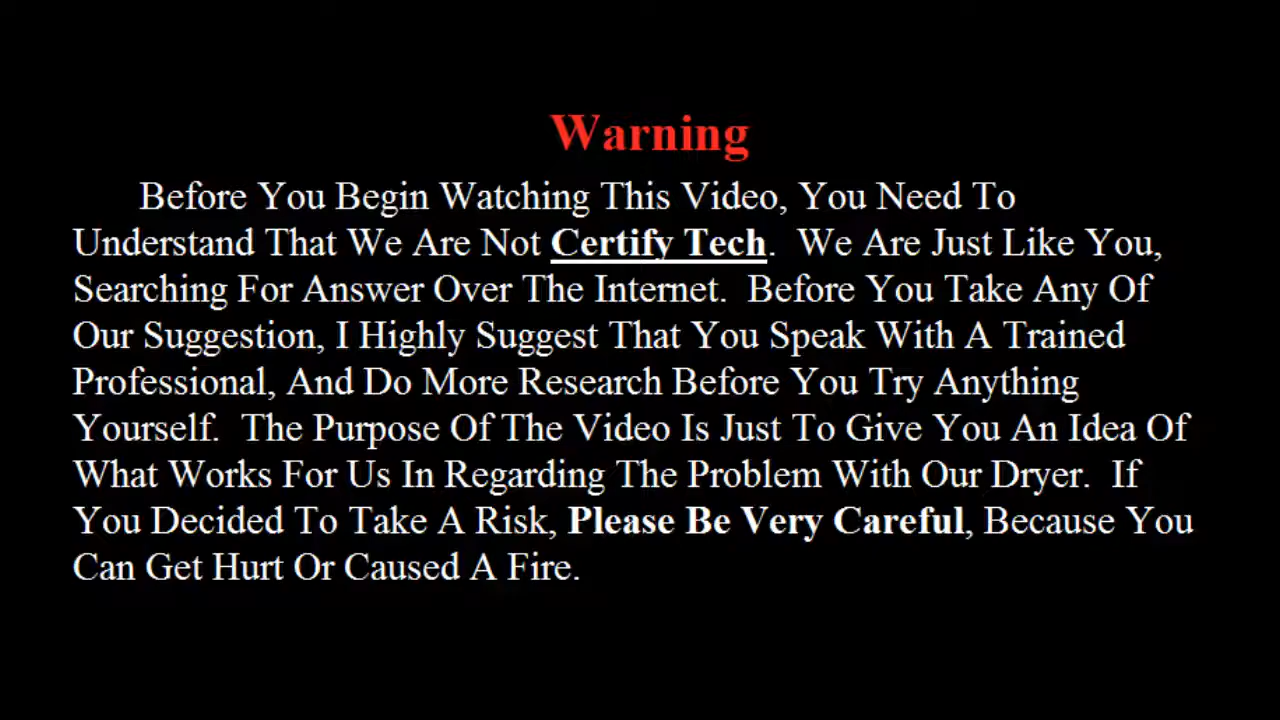 Warning
Before You Begin Watching This Video, You Need To
Understand That We Are Not Certify Tech.  We Are Just Like You,
Searching For Answer Over The Internet.  Before You Take Any Of
Our Suggestion, I Highly Suggest That You Speak With A Trained
Professional, And Do More Research Before You Try Anything
Yourself.  The Purpose Of The Video Is Just To Give You An Idea Of
What Works For Us In Regarding The Problem With Our Dryer.  If
You Decided To Take A Risk, Please Be Very Careful, Because You
Can Get Hurt Or Caused A Fire.